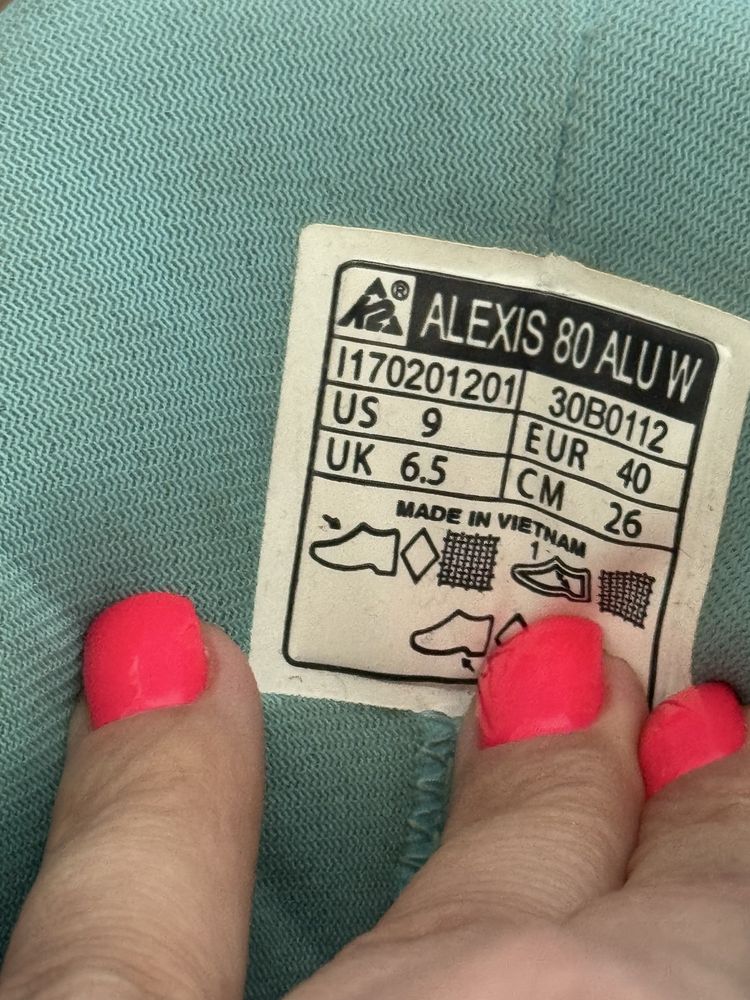 K2®
ALEXIS 80 ALU W
I170201201 30B0112
US 9 EUR 40
UK 6.5 CM 26
MADE IN VIETNAM
1